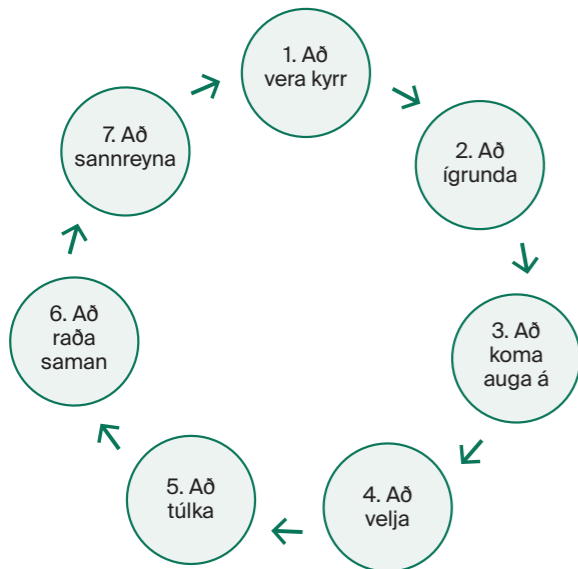 1. Að
vera kyrr
2. Að
ígrunda
3. Að
koma
auga á
4. Að
velja
5. Að
túlka
6. Að
raða
saman
7. Að
sannreyna